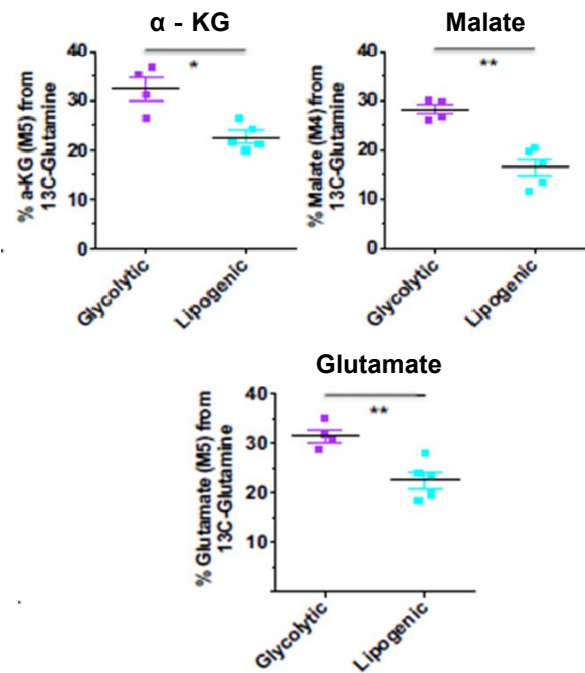 α - KG
*
% a-KG (M5) from
13C-Glutamine
40
30
20
10
0
Glycolytic
Lipogenic
Malate
**
% Malate (M4) from
13C-Glutamine
40
30
20
10
0
Glycolytic
Lipogenic
Glutamate
**
% Glutamate (M5) from
13C-Glutamine
40
30
20
10
Glycolytic
Lipogenic